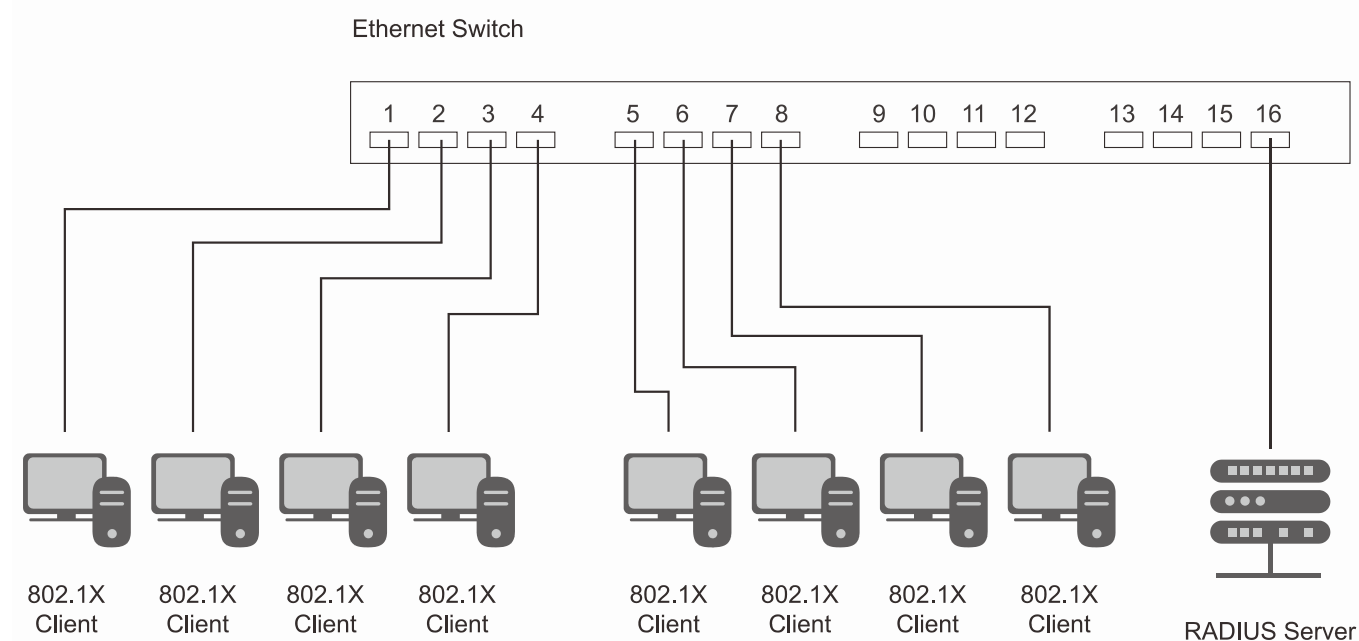 Ethernet Switch
1 2 3 4 5 6 7 8 9 10 11 12 13 14 15 16
802.1X 802.1X 802.1X 802.1X 802.1X 802.1X 802.1X 802.1X
Client Client Client Client Client Client Client Client
RADIUS Server